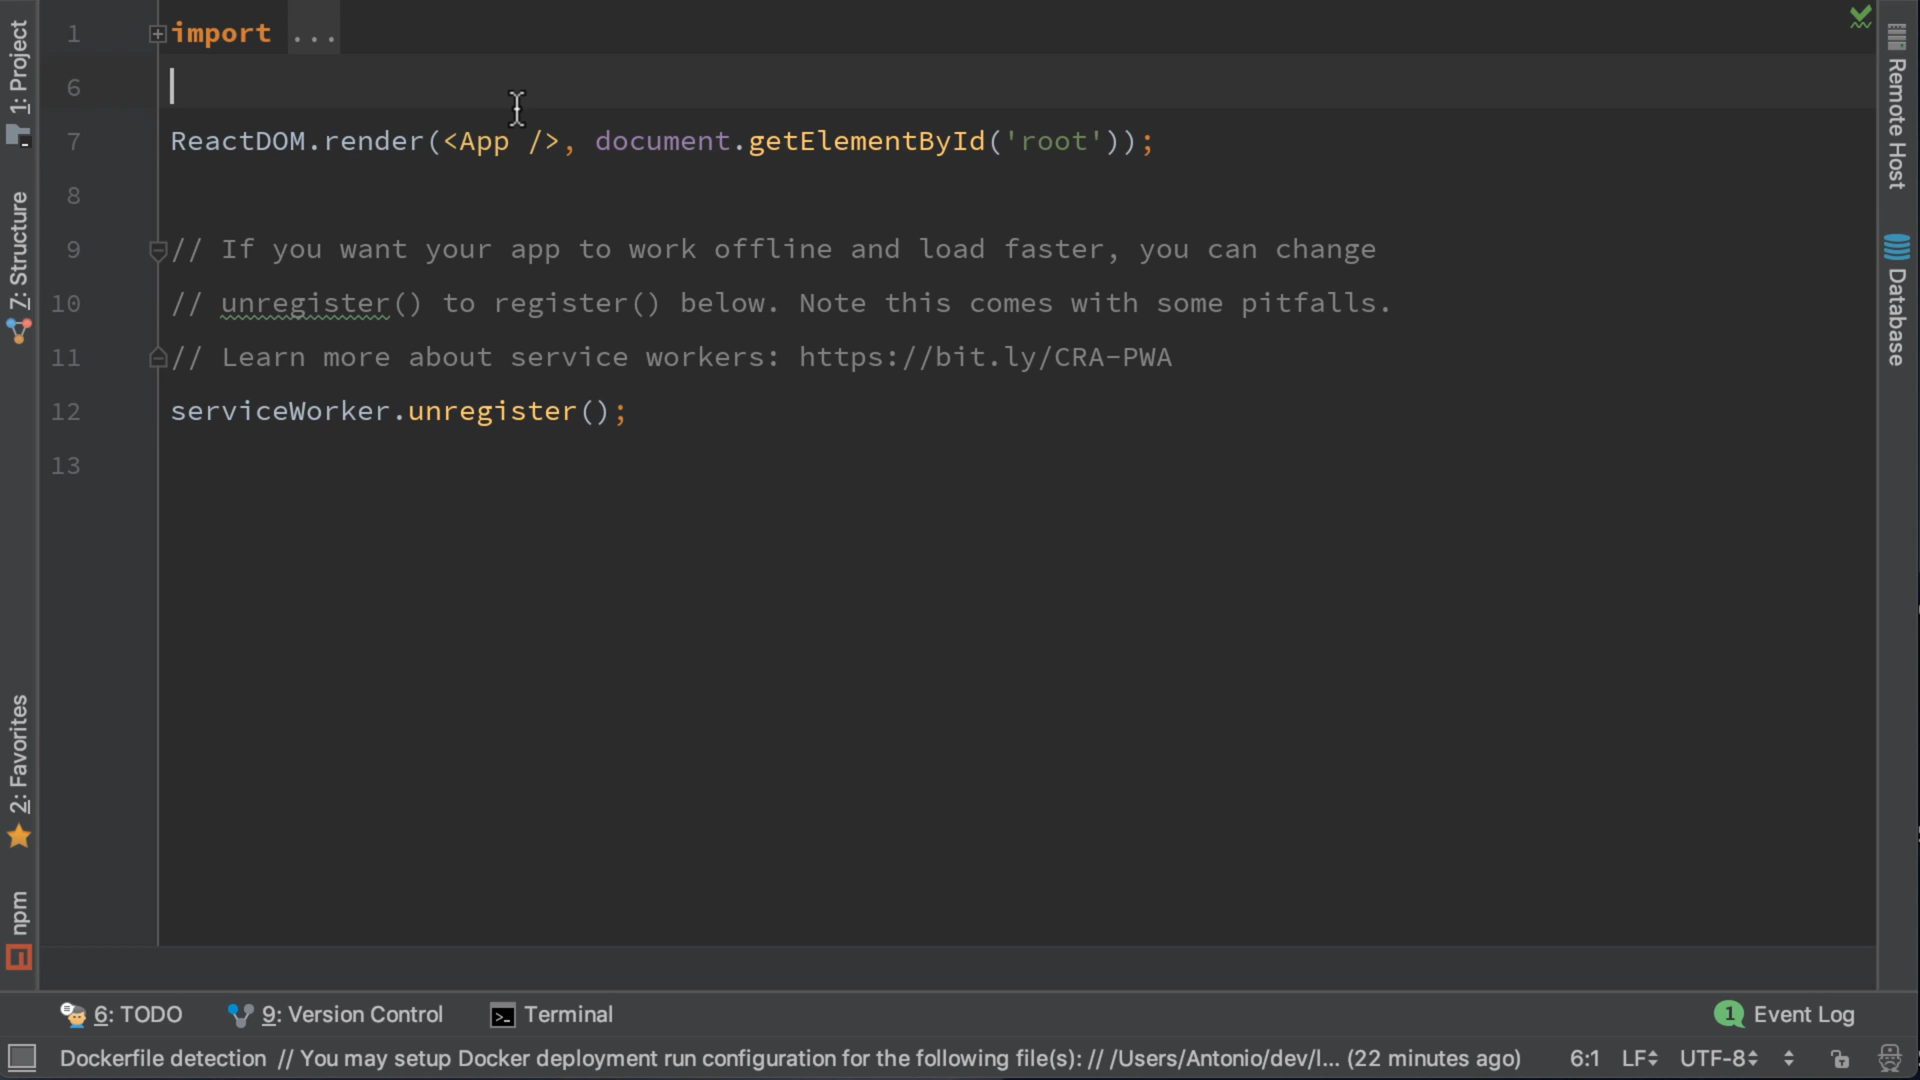 1: Project
7: Structure
2: Favorites
npm
1 import ...
6
7 ReactDOM.render(<App />, document.getElementById('root'));
8
9 // If you want your app to work offline and load faster, you can change
10 // unregister() to register() below. Note this comes with some pitfalls.
11 // Learn more about service workers: https://bit.ly/CRA-PWA
12 serviceWorker.unregister();
13
Remote Host
Database
6: TODO 9: Version Control Terminal 1 Event Log
Dockerfile detection // You may setup Docker deployment run configuration for the following file(s): // /Users/Antonio/dev/l... (22 minutes ago) 6:1 LF UTF-8